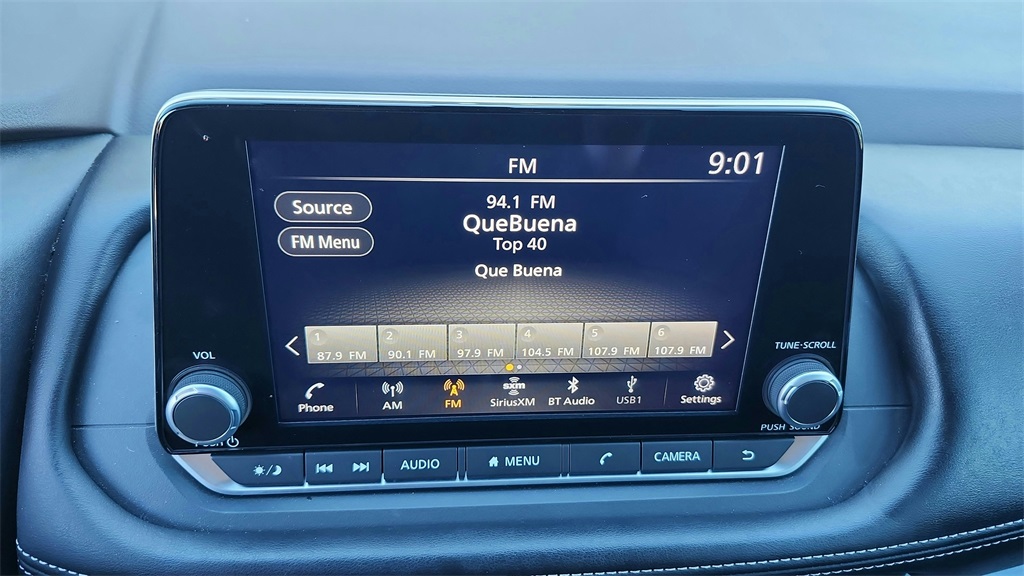 FM 9:01
Source
94.1 FM
QueBuena
FM Menu
Top 40
Que Buena
1 2 3 4 5 6
87.9 FM 90.1 FM 97.9 FM 104.5 FM 107.9 FM 107.9 FM
VOL
TUNE·SCROLL
Phone AM FM SiriusXM BT Audio USB1 Settings
sxm
PUSH
PUSH SOUND
AUDIO MENU CAMERA